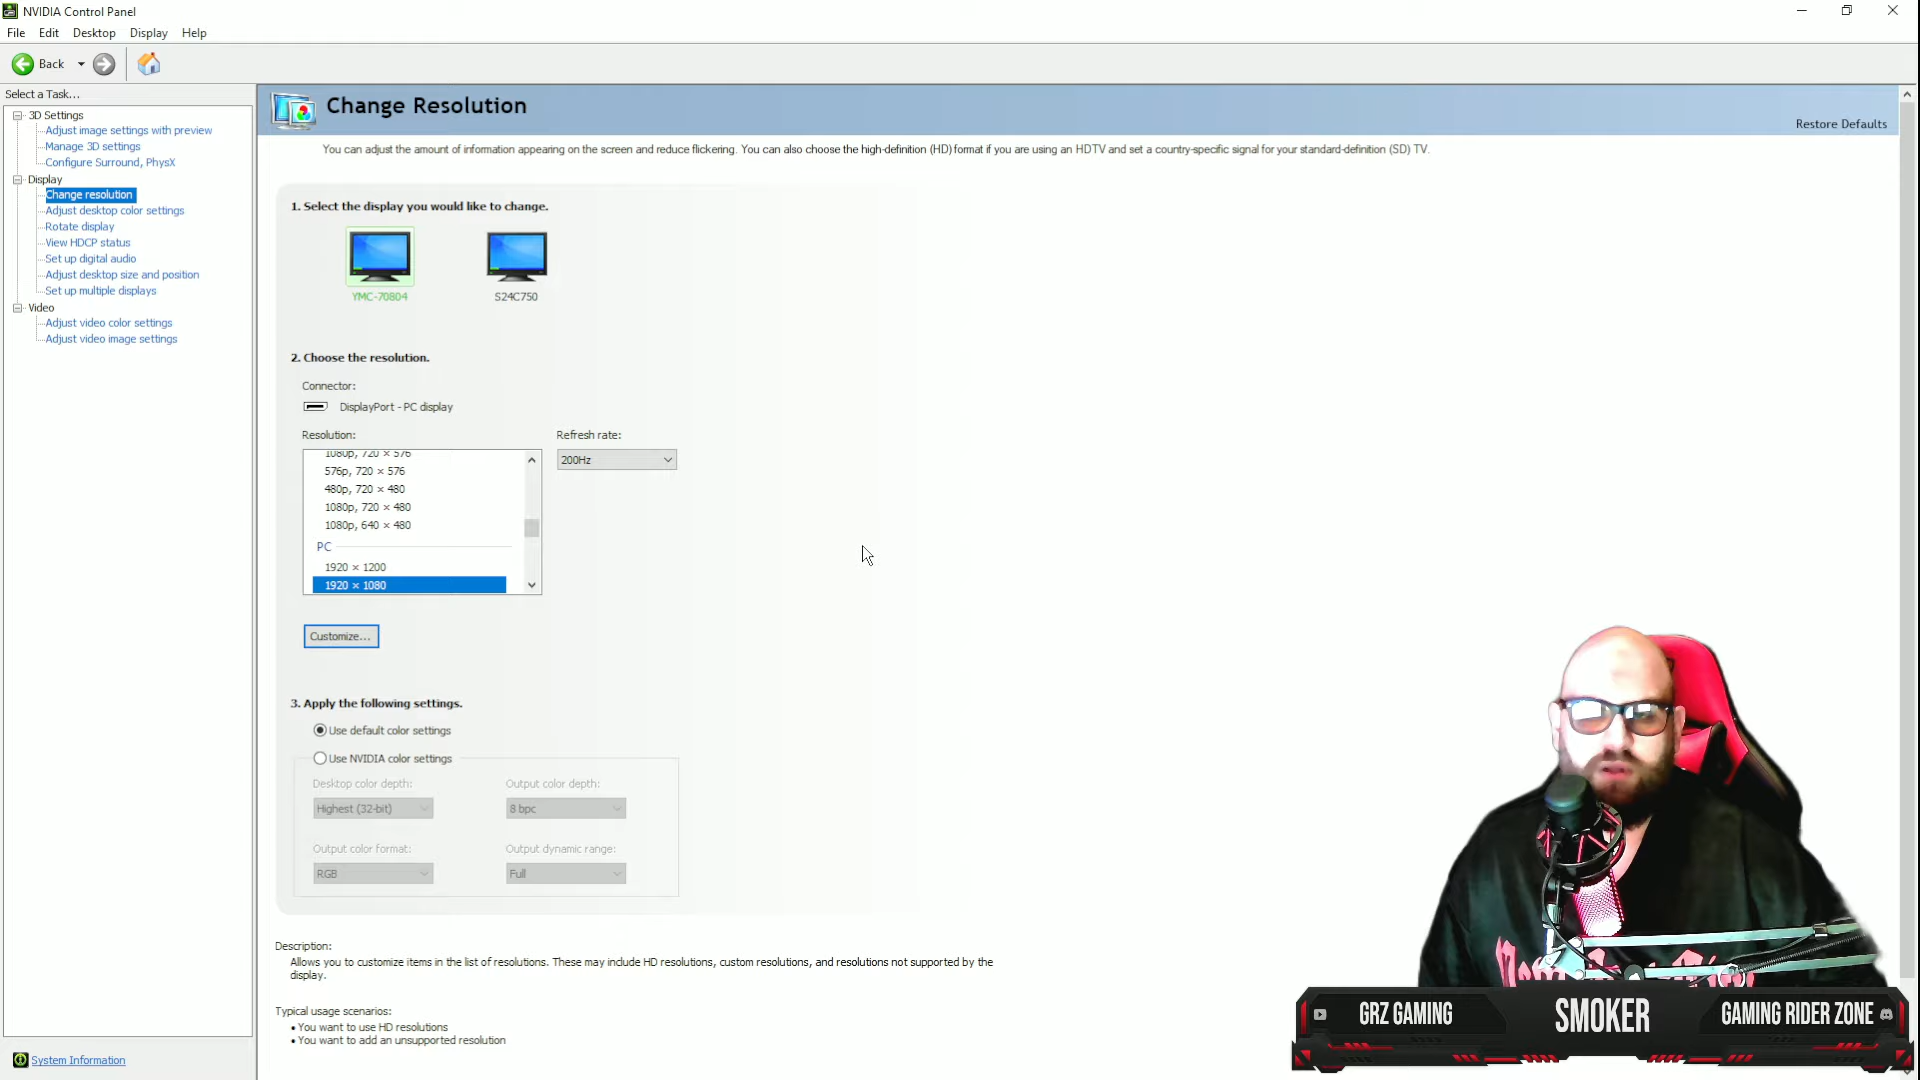 NVIDIA Control Panel
File Edit Desktop Display Help
Back
Select a Task...
3D Settings
Adjust image settings with preview
Manage 3D settings
Configure Surround, PhysX
Display
Change resolution
Adjust desktop color settings
Rotate display
View HDCP status
Set up digital audio
Adjust desktop size and position
Set up multiple displays
Video
Adjust video color settings
Adjust video image settings
System Information
Change Resolution
Restore Defaults
You can adjust the amount of information appearing on the screen and reduce flickering. You can also choose the high-definition (HD) format if you are using an HDTV and set a country-specific signal for your standard-definition (SD) TV.
1. Select the display you would like to change.
YMC-70804 S24C750
2. Choose the resolution.
Connector:
DisplayPort - PC display
Resolution: Refresh rate:
200Hz
1080p, 720 × 576
576p, 720 × 576
480p, 720 × 480
1080p, 720 × 480
1080p, 640 × 480
PC
1920 × 1200
1920 × 1080
Customize...
3. Apply the following settings.
Use default color settings
Use NVIDIA color settings
Desktop color depth: Output color depth:
Highest (32-bit) 8 bpc
Output color format: Output dynamic range:
RGB Full
Description:
Allows you to customize items in the list of resolutions. These may include HD resolutions, custom resolutions, and resolutions not supported by the
display.
Typical usage scenarios:
• You want to use HD resolutions
• You want to add an unsupported resolution
GRZ GAMING SMOKER GAMING RIDER ZONE